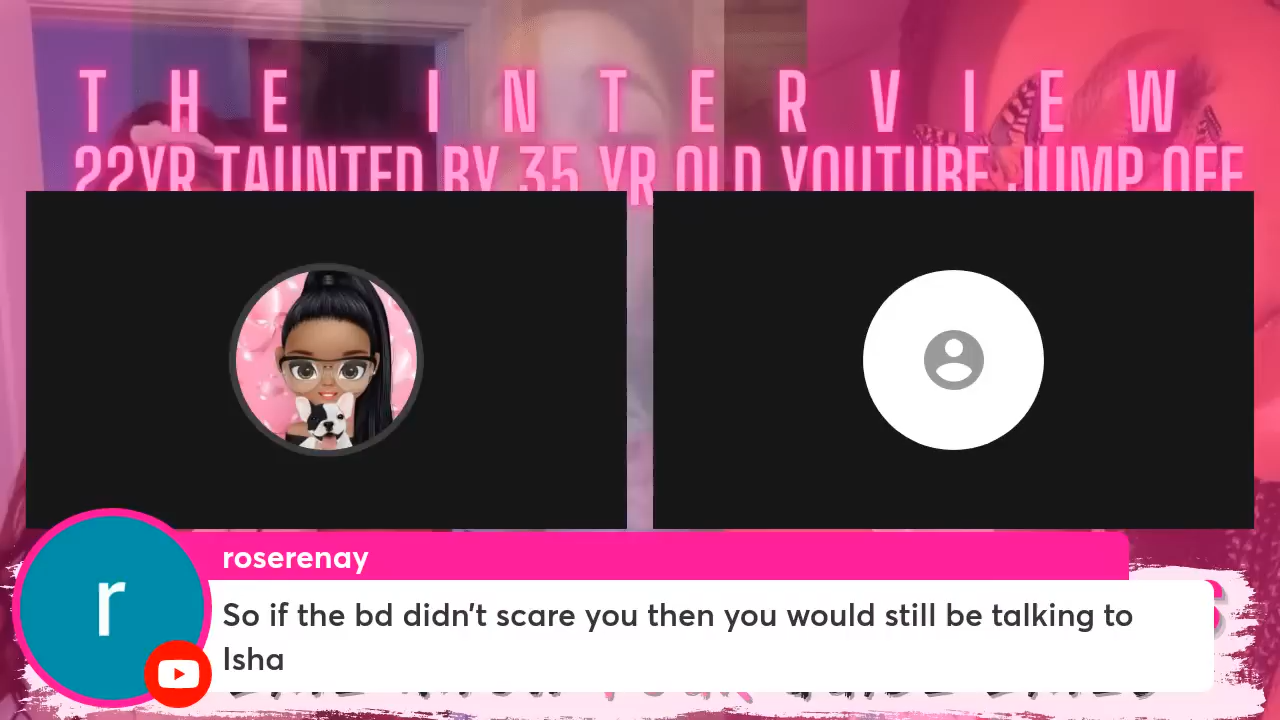 THE INTERVIEW
22YR TAUNTED BY 35 YR OLD YOUTUBE JUMP OFF
roserenay
r
So if the bd didn't scare you then you would still be talking to
Isha